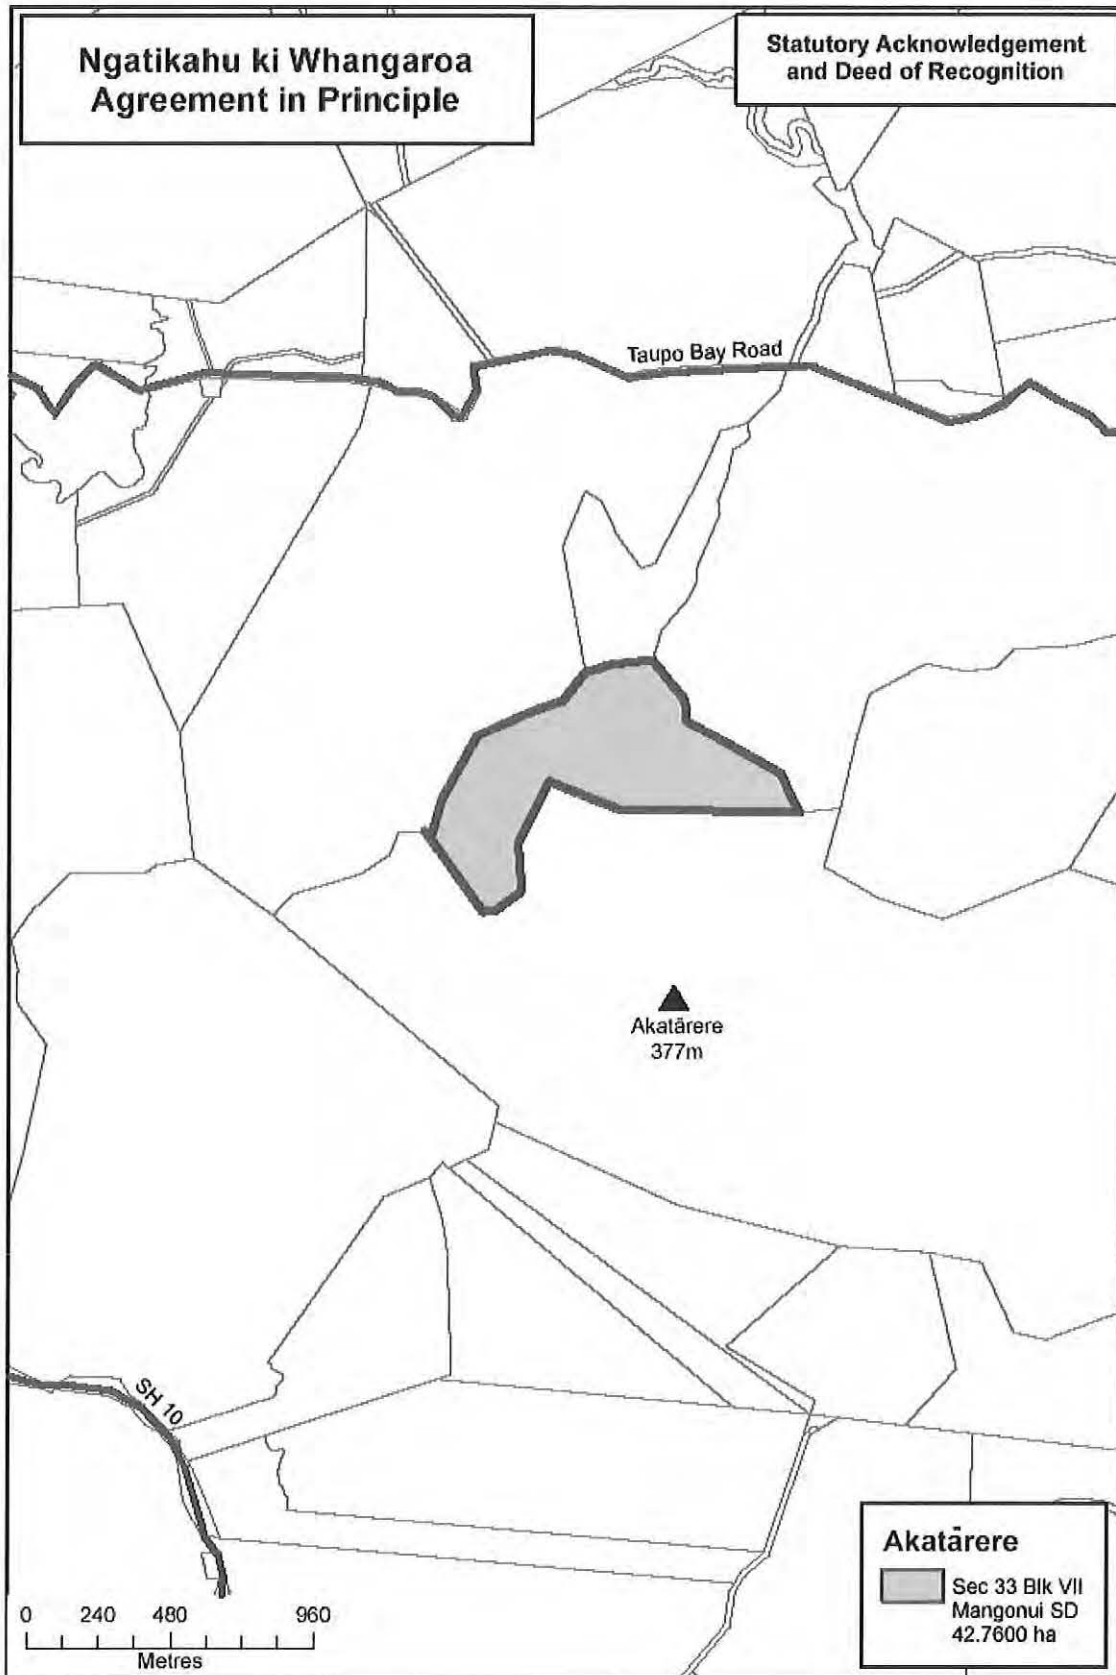 Ngatikahu ki Whangaroa
Agreement in Principle
Statutory Acknowledgement
and Deed of Recognition
Taupo Bay Road
Akatārere
377m
SH 10
Akatārere
Sec 33 Blk VII
Mangonui SD
42.7600 ha
0 240 480 960
Metres